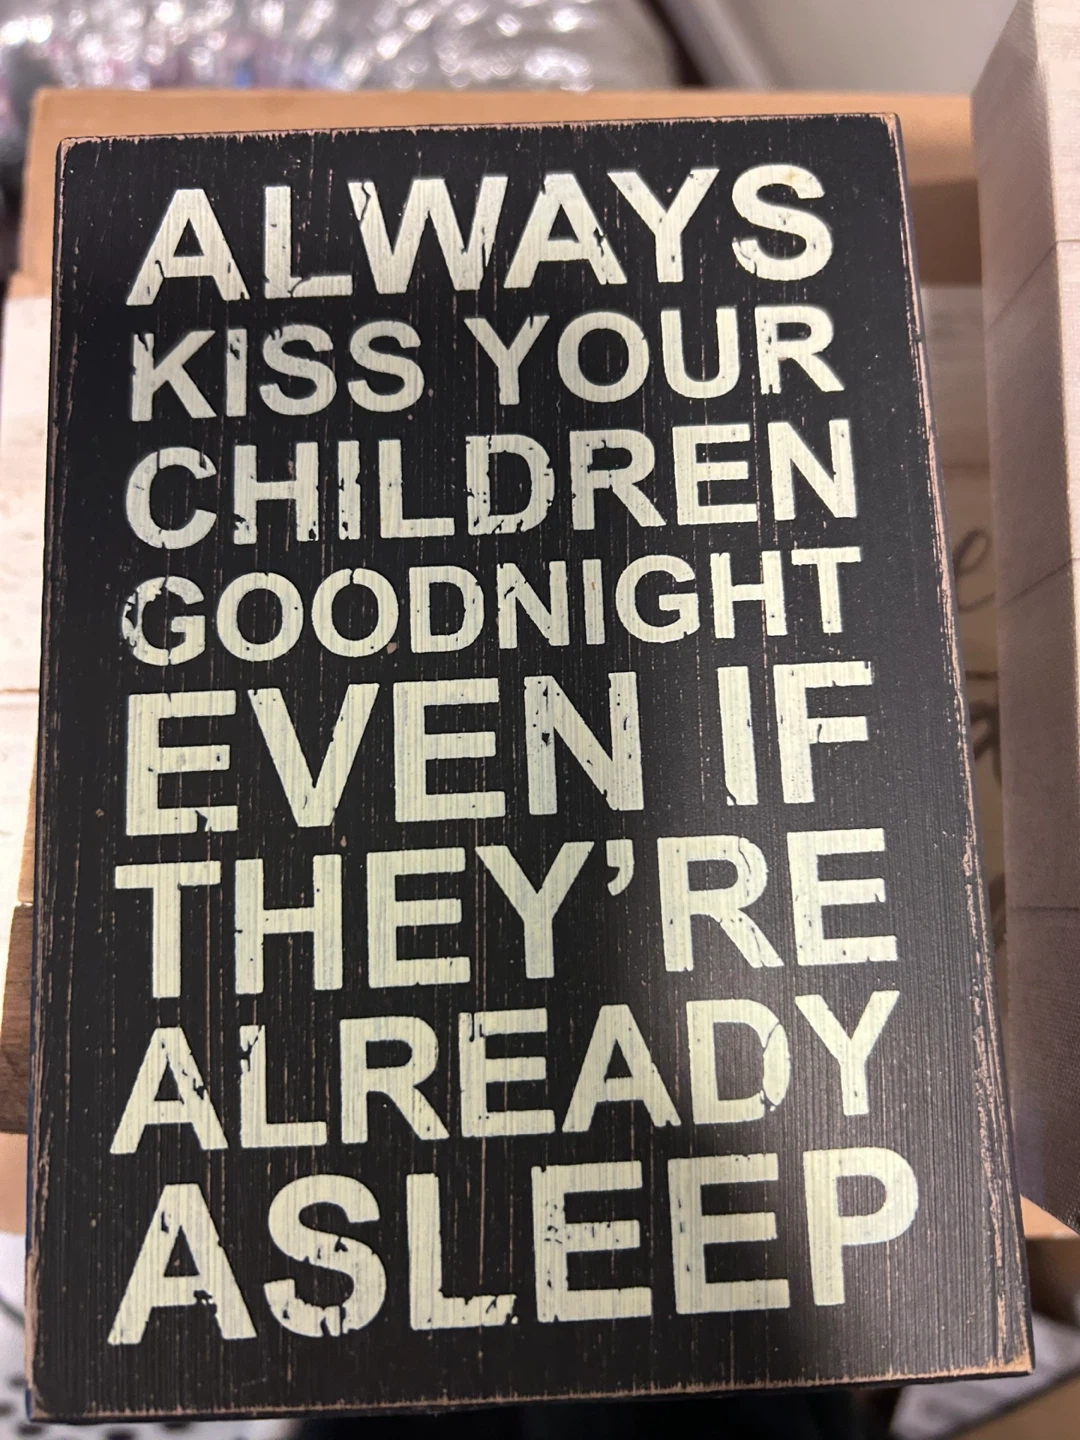 ALWAYS
KISS YOUR
CHILDREN
GOODNIGHT
EVEN IF
THEY’RE
ALREADY
ASLEEP